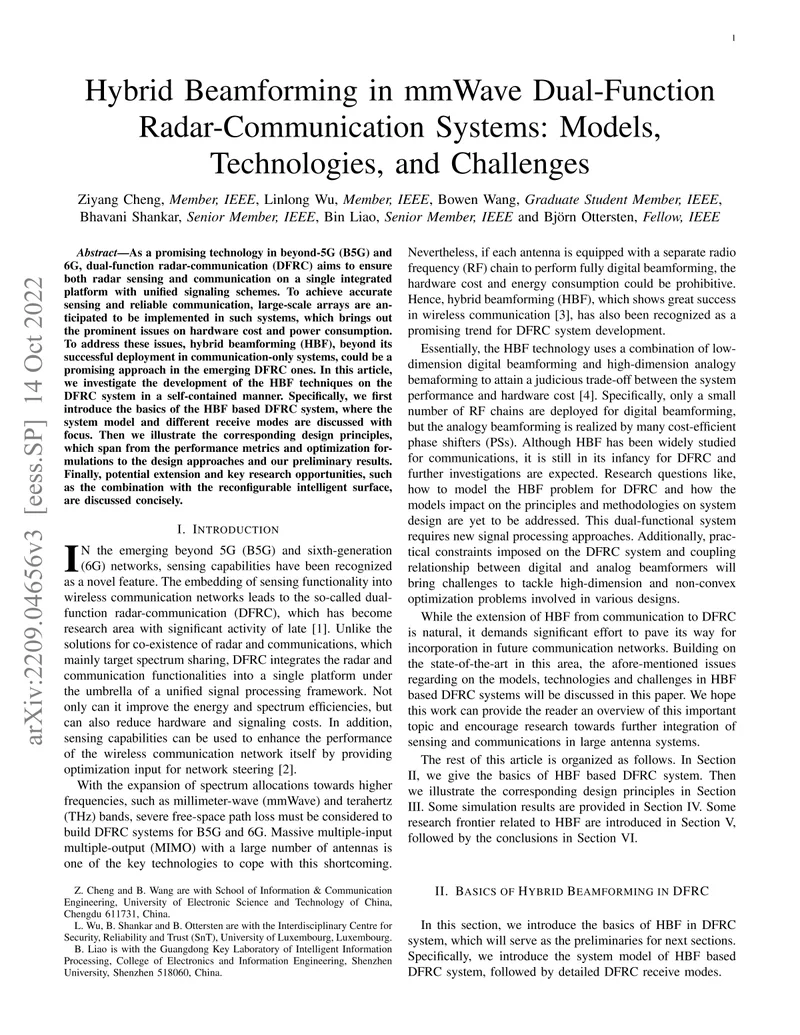 1
Hybrid Beamforming in mmWave Dual-Function
Radar-Communication Systems: Models,
Technologies, and Challenges
Ziyang Cheng, Member, IEEE, Linlong Wu, Member, IEEE, Bowen Wang, Graduate Student Member, IEEE,
Bhavani Shankar, Senior Member, IEEE, Bin Liao, Senior Member, IEEE and Björn Ottersten, Fellow, IEEE
arXiv:2209.04656v3 [eess.SP] 14 Oct 2022
Abstract—As a promising technology in beyond-5G (B5G) and
6G, dual-function radar-communication (DFRC) aims to ensure
both radar sensing and communication on a single integrated
platform with unified signaling schemes. To achieve accurate
sensing and reliable communication, large-scale arrays are an-
ticipated to be implemented in such systems, which brings out
the prominent issues on hardware cost and power consumption.
To address these issues, hybrid beamforming (HBF), beyond its
successful deployment in communication-only systems, could be a
promising approach in the emerging DFRC ones. In this article,
we investigate the development of the HBF techniques on the
DFRC system in a self-contained manner. Specifically, we first
introduce the basics of the HBF based DFRC system, where the
system model and different receive modes are discussed with
focus. Then we illustrate the corresponding design principles,
which span from the performance metrics and optimization for-
mulations to the design approaches and our preliminary results.
Finally, potential extension and key research opportunities, such
as the combination with the reconfigurable intelligent surface,
are discussed concisely.
I. INTRODUCTION
IN the emerging beyond 5G (B5G) and sixth-generation
(6G) networks, sensing capabilities have been recognized
as a novel feature. The embedding of sensing functionality into
wireless communication networks leads to the so-called dual-
function radar-communication (DFRC), which has become
research area with significant activity of late [1]. Unlike the
solutions for co-existence of radar and communications, which
mainly target spectrum sharing, DFRC integrates the radar and
communication functionalities into a single platform under
the umbrella of a unified signal processing framework. Not
only can it improve the energy and spectrum efficiencies, but
can also reduce hardware and signaling costs. In addition,
sensing capabilities can be used to enhance the performance
of the wireless communication network itself by providing
optimization input for network steering [2].
With the expansion of spectrum allocations towards higher
frequencies, such as millimeter-wave (mmWave) and terahertz
(THz) bands, severe free-space path loss must be considered to
build DFRC systems for B5G and 6G. Massive multiple-input
multiple-output (MIMO) with a large number of antennas is
one of the key technologies to cope with this shortcoming.
Z. Cheng and B. Wang are with School of Information & Communication
Engineering, University of Electronic Science and Technology of China,
Chengdu 611731, China.
L. Wu, B. Shankar and B. Ottersten are with the Interdisciplinary Centre for
Security, Reliability and Trust (SnT), University of Luxembourg, Luxembourg.
B. Liao is with the Guangdong Key Laboratory of Intelligent Information
Processing, College of Electronics and Information Engineering, Shenzhen
University, Shenzhen 518060, China.
Nevertheless, if each antenna is equipped with a separate radio
frequency (RF) chain to perform fully digital beamforming, the
hardware cost and energy consumption could be prohibitive.
Hence, hybrid beamforming (HBF), which shows great success
in wireless communication [3], has also been recognized as a
promising trend for DFRC system development.
Essentially, the HBF technology uses a combination of low-
dimension digital beamforming and high-dimension analogy
bemaforming to attain a judicious trade-off between the system
performance and hardware cost [4]. Specifically, only a small
number of RF chains are deployed for digital beamforming,
but the analogy beamforming is realized by many cost-efficient
phase shifters (PSs). Although HBF has been widely studied
for communications, it is still in its infancy for DFRC and
further investigations are expected. Research questions like,
how to model the HBF problem for DFRC and how the
models impact on the principles and methodologies on system
design are yet to be addressed. This dual-functional system
requires new signal processing approaches. Additionally, prac-
tical constraints imposed on the DFRC system and coupling
relationship between digital and analog beamformers will
bring challenges to tackle high-dimension and non-convex
optimization problems involved in various designs.
While the extension of HBF from communication to DFRC
is natural, it demands significant effort to pave its way for
incorporation in future communication networks. Building on
the state-of-the-art in this area, the afore-mentioned issues
regarding on the models, technologies and challenges in HBF
based DFRC systems will be discussed in this paper. We hope
this work can provide the reader an overview of this important
topic and encourage research towards further integration of
sensing and communications in large antenna systems.
The rest of this article is organized as follows. In Section
II, we give the basics of HBF based DFRC system. Then
we illustrate the corresponding design principles in Section
III. Some simulation results are provided in Section IV. Some
research frontier related to HBF are introduced in Section V,
followed by the conclusions in Section VI.
II. BASICS OF HYBRID BEAMFORMING IN DFRC
In this section, we introduce the basics of HBF in DFRC
system, which will serve as the preliminaries for next sections.
Specifically, we introduce the system model of HBF based
DFRC system, followed by detailed DFRC receive modes.